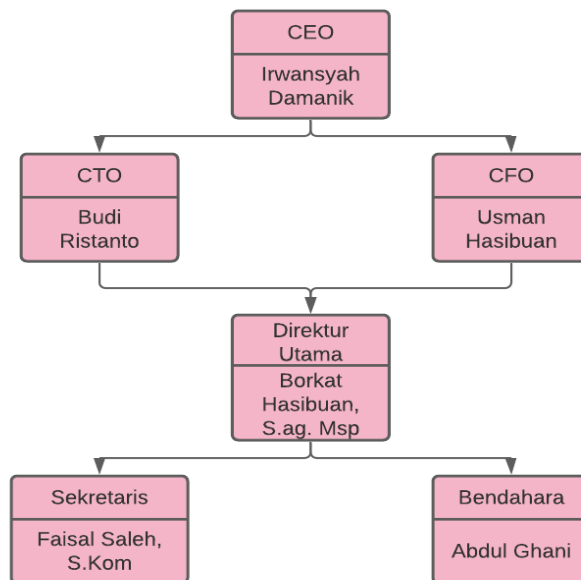 CEO
Irwansyah
Damanik
CTO
Budi
Ristanto
CFO
Usman
Hasibuan
Direktur
Utama
Borkat
Hasibuan,
S.ag. Msp
Sekretaris
Faisal Saleh,
S.Kom
Bendahara
Abdul Ghani